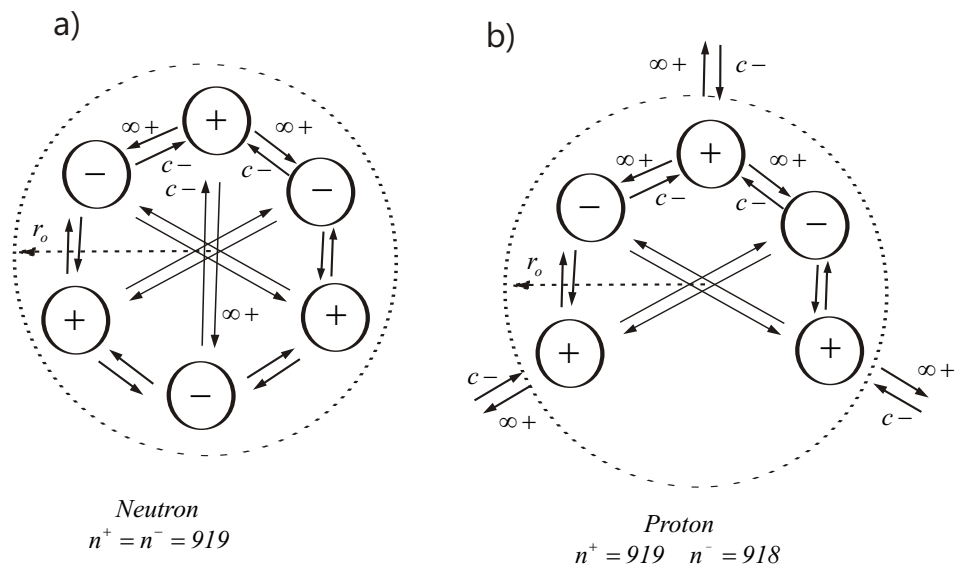 a)
b)
∞+
c−
+
∞+
∞+
c−
c−
c−
−
−
∞+
∞+
c−
c−
+
−
−
r_o
r_o
+
+
∞+
−
+
+
c−
∞+
∞+
c−
Neutron
n⁺ = n⁻ = 919
Proton
n⁺ = 919 n⁻ = 918